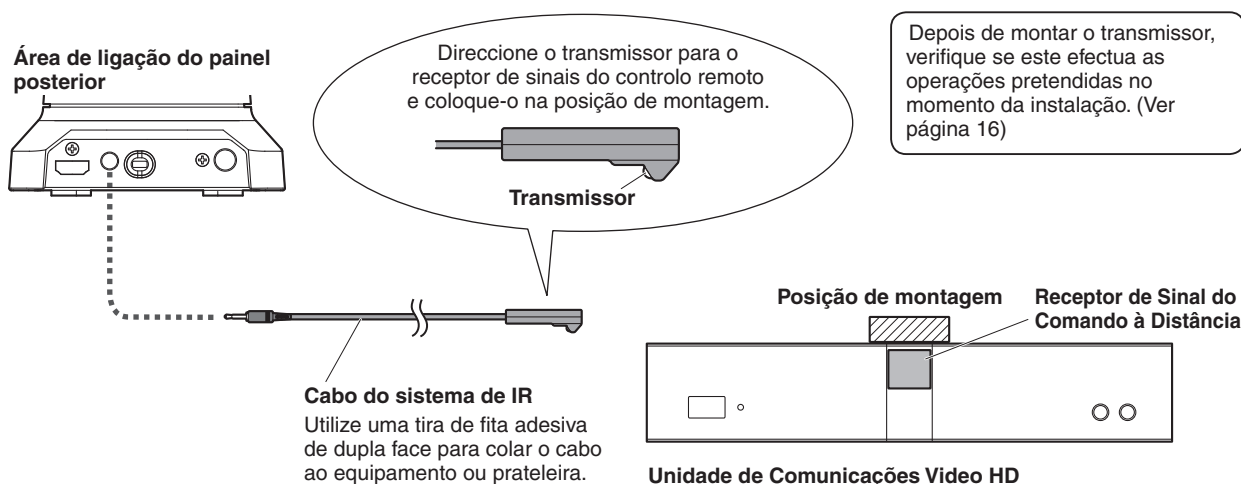 Área de ligação do painel
posterior
Direccione o transmissor para o
receptor de sinais do controlo remoto
e coloque-o na posição de montagem.
Transmissor
Depois de montar o transmissor,
verifique se este efectua as
operações pretendidas no
momento da instalação. (Ver
página 16)
Cabo do sistema de IR
Utilize uma tira de fita adesiva
de dupla face para colar o cabo
ao equipamento ou prateleira.
Posição de montagem
Receptor de Sinal do
Comando à Distância
Unidade de Comunicações Video HD